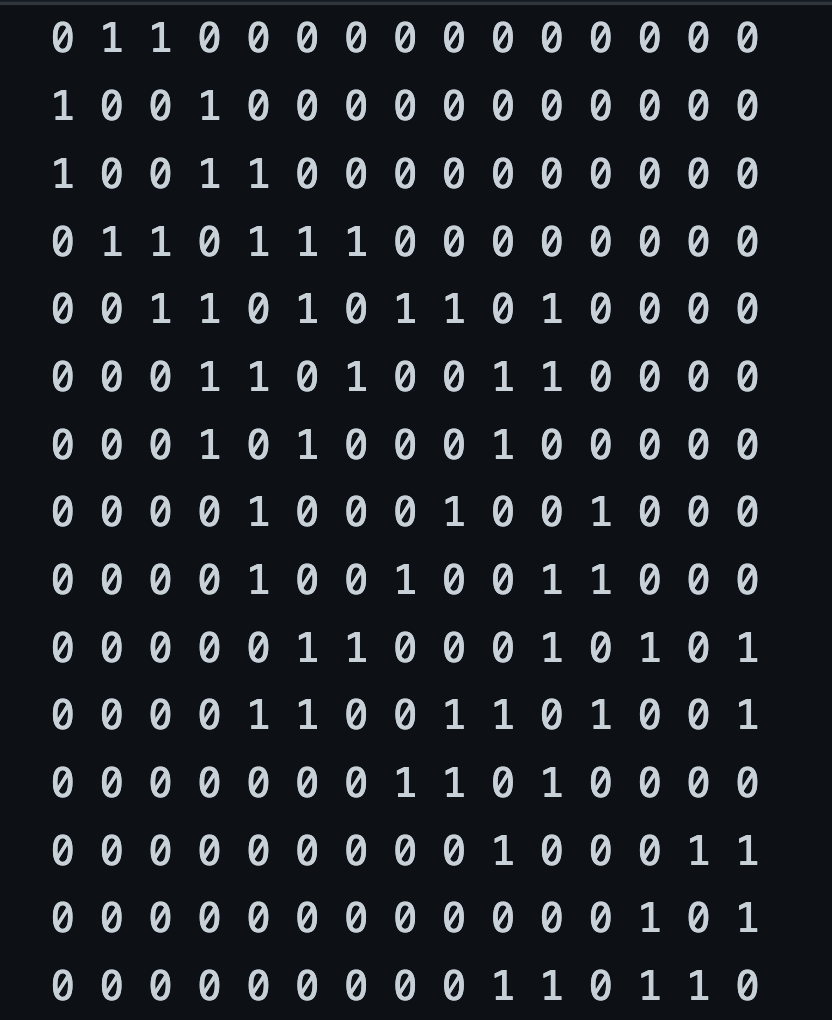 0 1 1 0 0 0 0 0 0 0 0 0 0 0 0
1 0 0 1 0 0 0 0 0 0 0 0 0 0 0
1 0 0 1 1 0 0 0 0 0 0 0 0 0 0
0 1 1 0 1 1 1 0 0 0 0 0 0 0 0
0 0 1 1 0 1 0 1 1 0 1 0 0 0 0
0 0 0 1 1 0 1 0 0 1 1 0 0 0 0
0 0 0 1 0 1 0 0 0 1 0 0 0 0 0
0 0 0 0 1 0 0 0 1 0 0 1 0 0 0
0 0 0 0 1 0 0 1 0 0 1 1 0 0 0
0 0 0 0 0 1 1 0 0 0 1 0 1 0 1
0 0 0 0 1 1 0 0 1 1 0 1 0 0 1
0 0 0 0 0 0 0 1 1 0 1 0 0 0 0
0 0 0 0 0 0 0 0 0 1 0 0 0 1 1
0 0 0 0 0 0 0 0 0 0 0 0 1 0 1
0 0 0 0 0 0 0 0 0 1 1 0 1 1 0